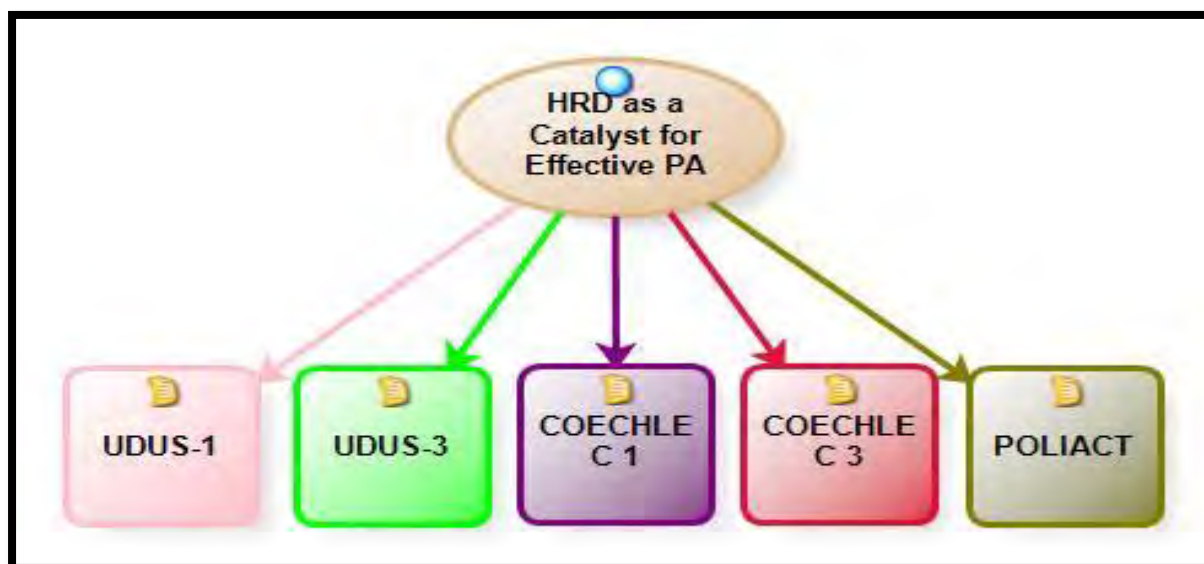 HRD as a
Catalyst for
Effective PA
UDUS-1
UDUS-3
COECHLE
C 1
COECHLE
C 3
POLIACT